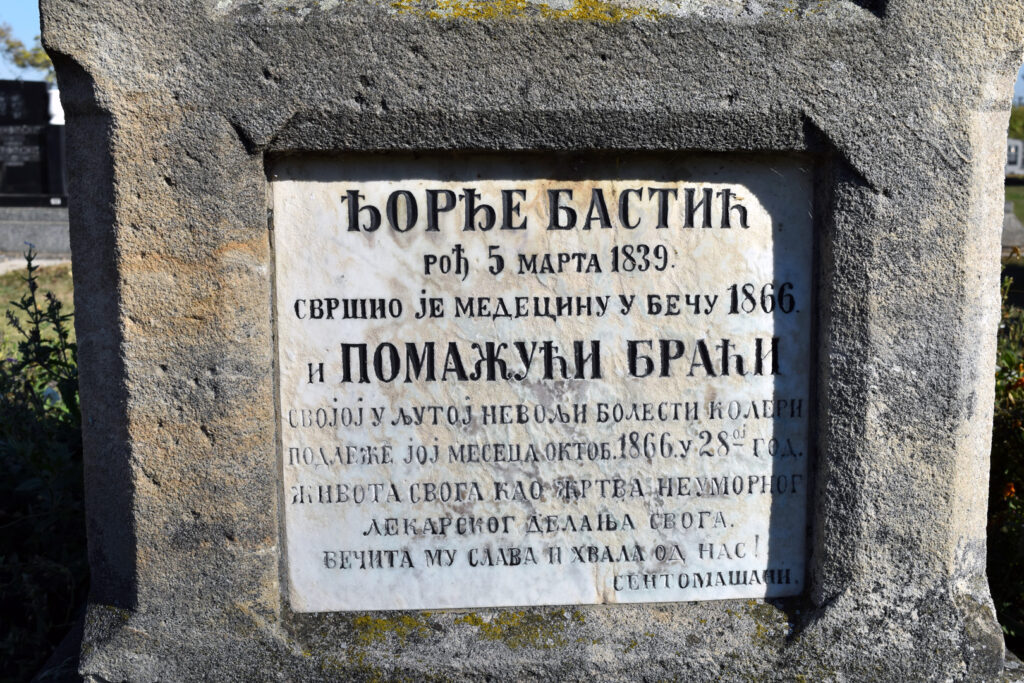 ЂОРЂЕ БАСТИЋ
РОЂ 5 МАРТА 1839.
СВРШИО ЈЕ МЕДЕЦИНУ У БЕЧУ 1866.
И ПОМАЖУЋИ БРАЋИ
СВОЈОЈ У ЉУТОЈ НЕВОЉИ БОЛЕСТИ КОЛЕРИ
ПОДЛЕЖЕ ЈОЈ МЕСЕЦА ОКТОБ. 1866. У 28ОЈ ГОД.
ЖИВОТА СВОГА КАО ЖРТВА НЕУМОРНОГ
ЛЕКАРСКОГ ДЕЛАЊА СВОГА.
ВЕЧИТА МУ СЛАВА И ХВАЛА ОД НАС!
СЕНТОМАШАНИ.